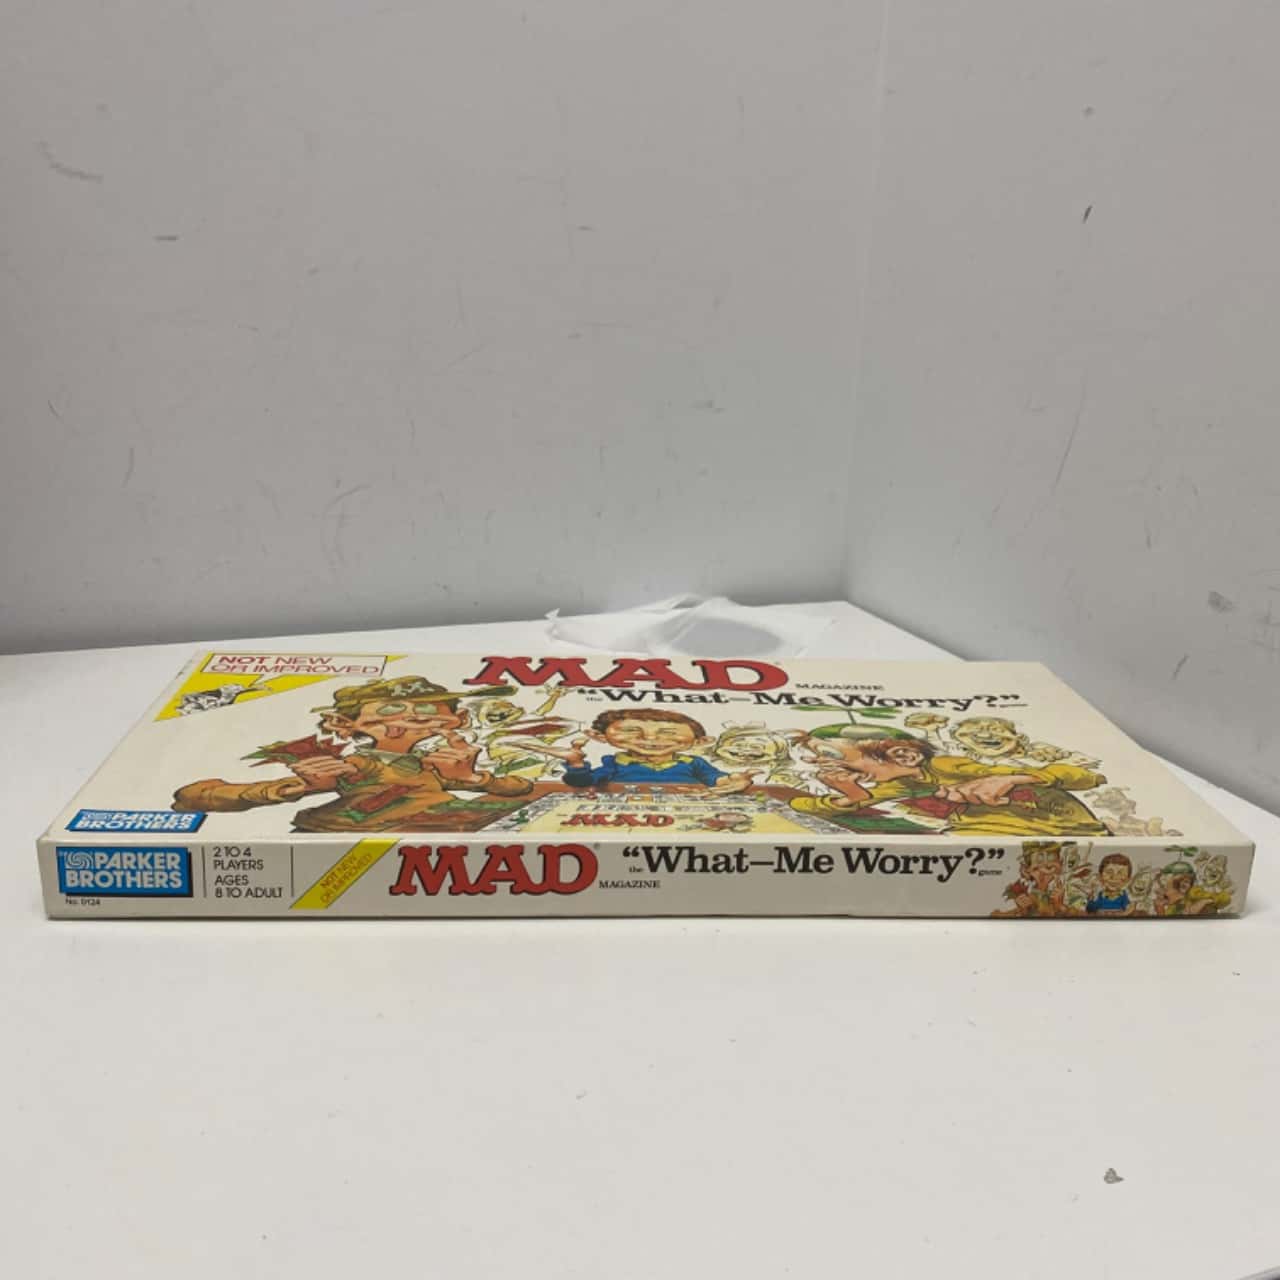 NOT NEW
OR IMPROVED
MAD
MAGAZINE
the "What—Me Worry?" game
MAD
PARKER
BROTHERS
PARKER
BROTHERS
No. 0124
2 TO 4
PLAYERS
AGES
8 TO ADULT
NOT NEW
OR IMPROVED
MAD
MAGAZINE
the "What—Me Worry?" game